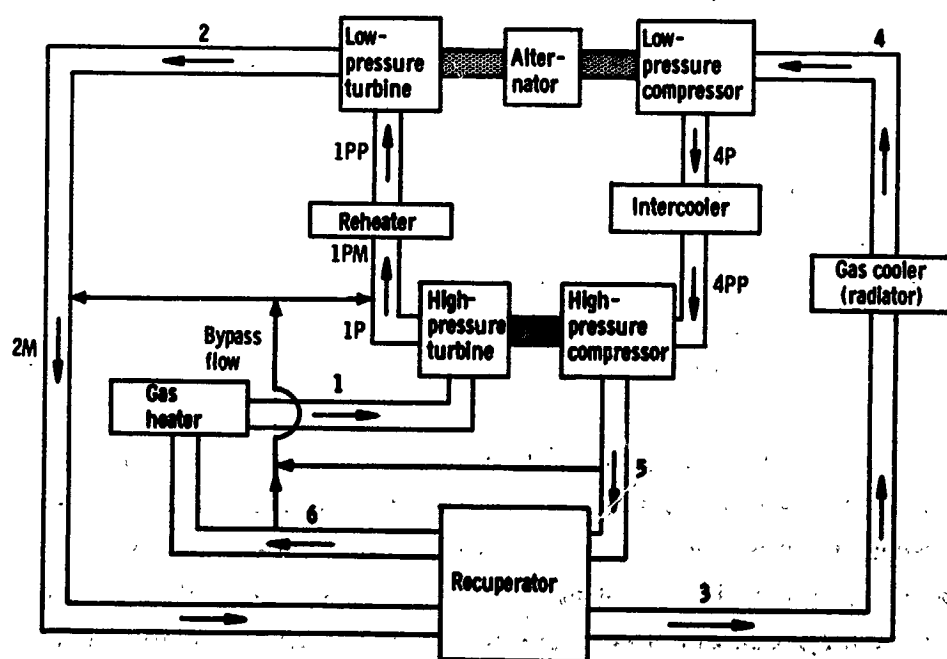 2
Low-
pressure
turbine
Alter-
nator
Low-
pressure
compressor
4
1PP
4P
Reheater
Intercooler
1PM
4PP
Gas cooler
(radiator)
High-
pressure
turbine
High-
pressure
compressor
1P
2M
Bypass
flow
1
Gas
heater
5
6
Recuperator
3